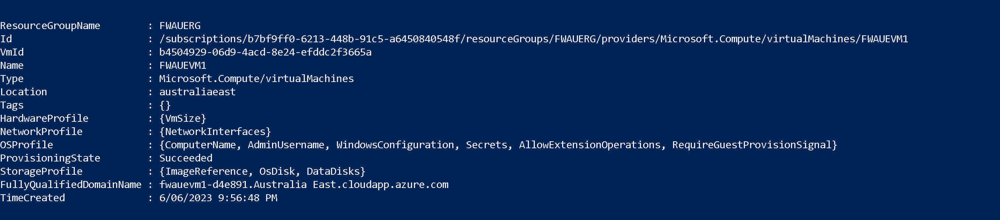 ResourceGroupName : FWAUERG
Id : /subscriptions/b7bf9ff0-6213-448b-91c5-a6450840548f/resourceGroups/FWAUERG/providers/Microsoft.Compute/virtualMachines/FWAUEVM1
VmId : b4504929-06d9-4acd-8e24-efddc2f3665a
Name : FWAUEVM1
Type : Microsoft.Compute/virtualMachines
Location : australiaeast
Tags : {}
HardwareProfile : {VmSize}
NetworkProfile : {NetworkInterfaces}
OSProfile : {ComputerName, AdminUsername, WindowsConfiguration, Secrets, AllowExtensionOperations, RequireGuestProvisionSignal}
ProvisioningState : Succeeded
StorageProfile : {ImageReference, OsDisk, DataDisks}
FullyQualifiedDomainName : fwauevm1-d4e891.Australia East.cloudapp.azure.com
TimeCreated : 6/06/2023 9:56:48 PM